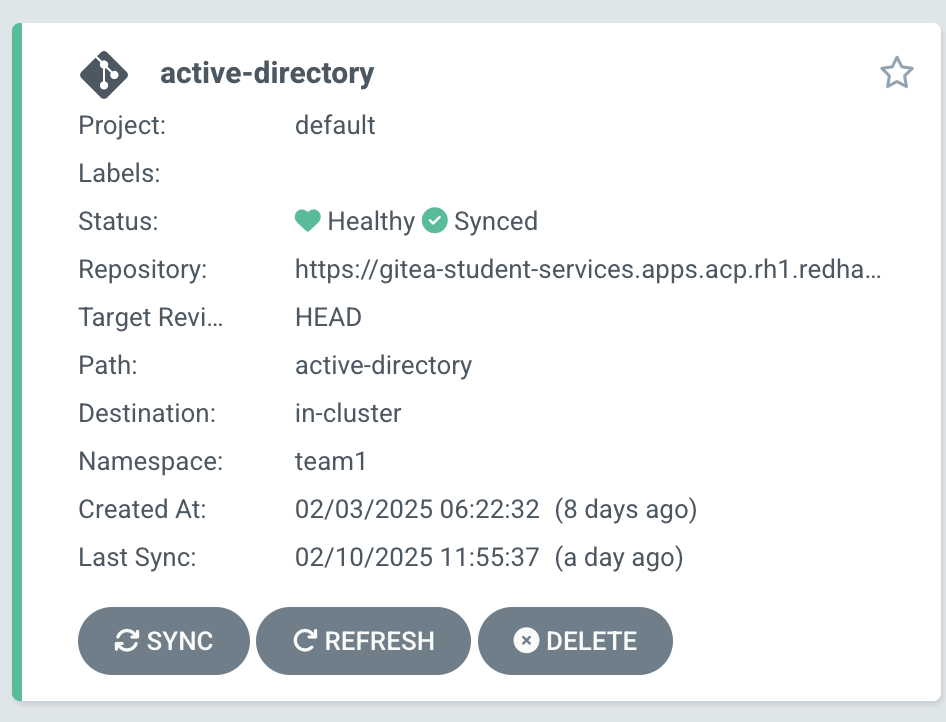 active-directory
Project: default
Labels:
Status: Healthy Synced
Repository: https://gitea-student-services.apps.acp.rh1.redha...
Target Revi... HEAD
Path: active-directory
Destination: in-cluster
Namespace: team1
Created At: 02/03/2025 06:22:32 (8 days ago)
Last Sync: 02/10/2025 11:55:37 (a day ago)
SYNC REFRESH DELETE